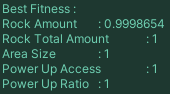 Best Fitness :
Rock Amount : 0.9998654
Rock Total Amount : 1
Area Size : 1
Power Up Access : 1
Power Up Ratio : 1